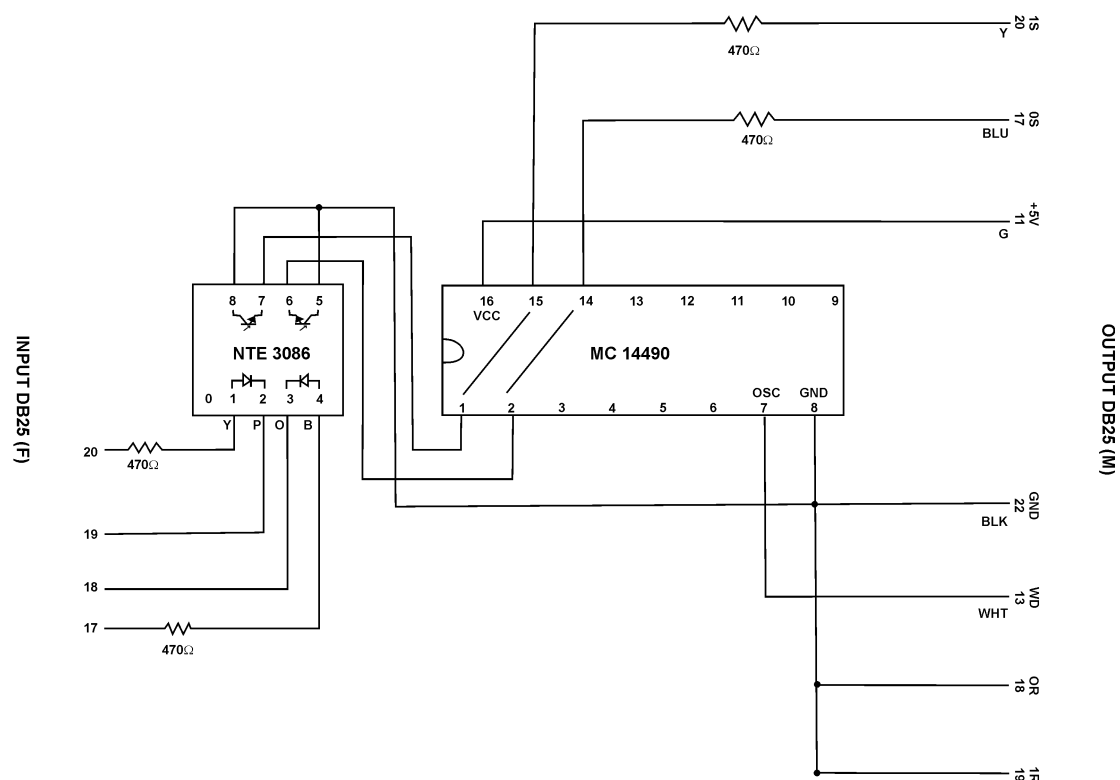 20 1S
Y
470Ω
17 0S
BLU
470Ω
11 +5V
G
8 7 6 5
NTE 3086
0 1 2 3 4
Y P O B
16 15 14 13 12 11 10 9
VCC
MC 14490
OSC GND
1 2 3 4 5 6 7 8
INPUT DB25 (F)
OUTPUT DB25 (M)
20
470Ω
19
18
17
470Ω
22 GND
BLK
13 WD
WHT
18 OR
19 1R